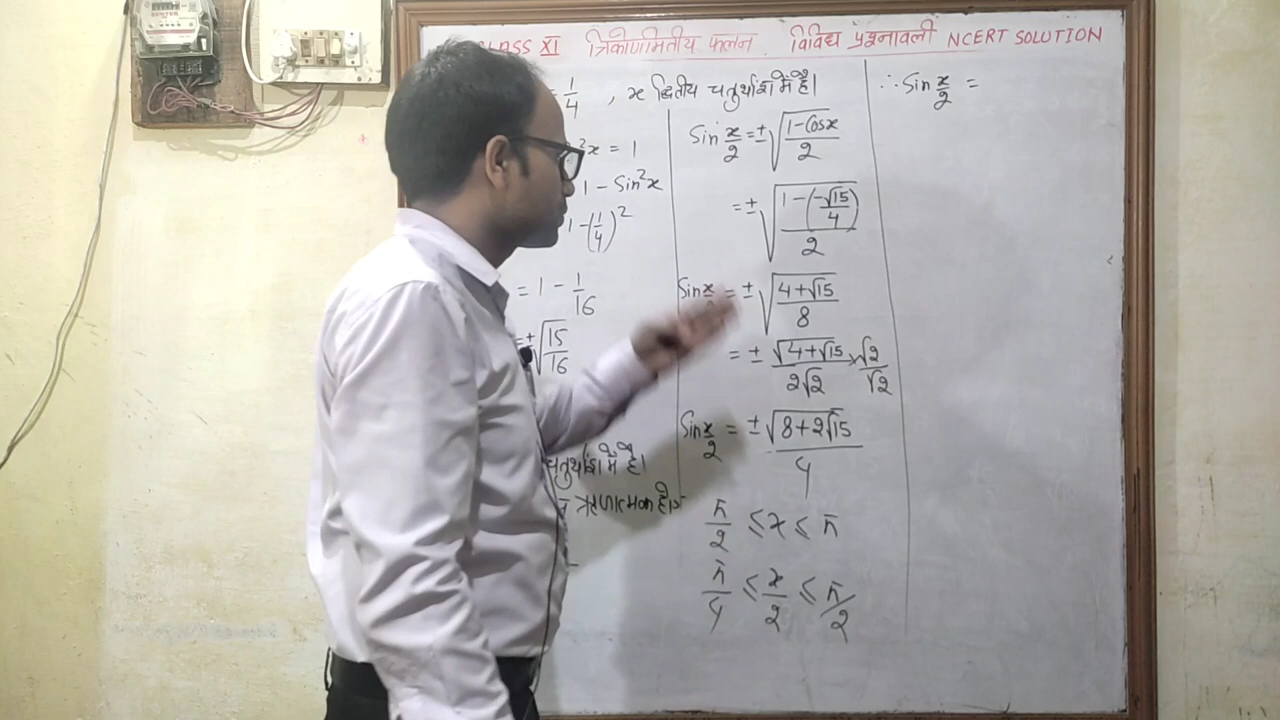 CLASS XI त्रिकोणमितीय फलन. विविध प्रश्नावली NCERT SOLUTION
= 1/4 , x द्वितीय चतुर्थांश में है।
²x = 1
1 - Sin²x
1 - (1/4)²
= 1 - 1/16
= ±√(15/16)
चतुर्थांश में है।
ऋणात्मक है।
Sin x/2 = ±√((1-Cosx)/2)
= ±√((1-(-√15/4))/2)
Sin x/2 = ±√((4+√15)/8)
= ± √(4+√15)/(2√2) × √2/√2
Sin x/2 = ± √(8+2√15)/4
π/2 ≤ x ≤ π
π/4 ≤ x/2 ≤ π/2
∴ Sin x/2 =